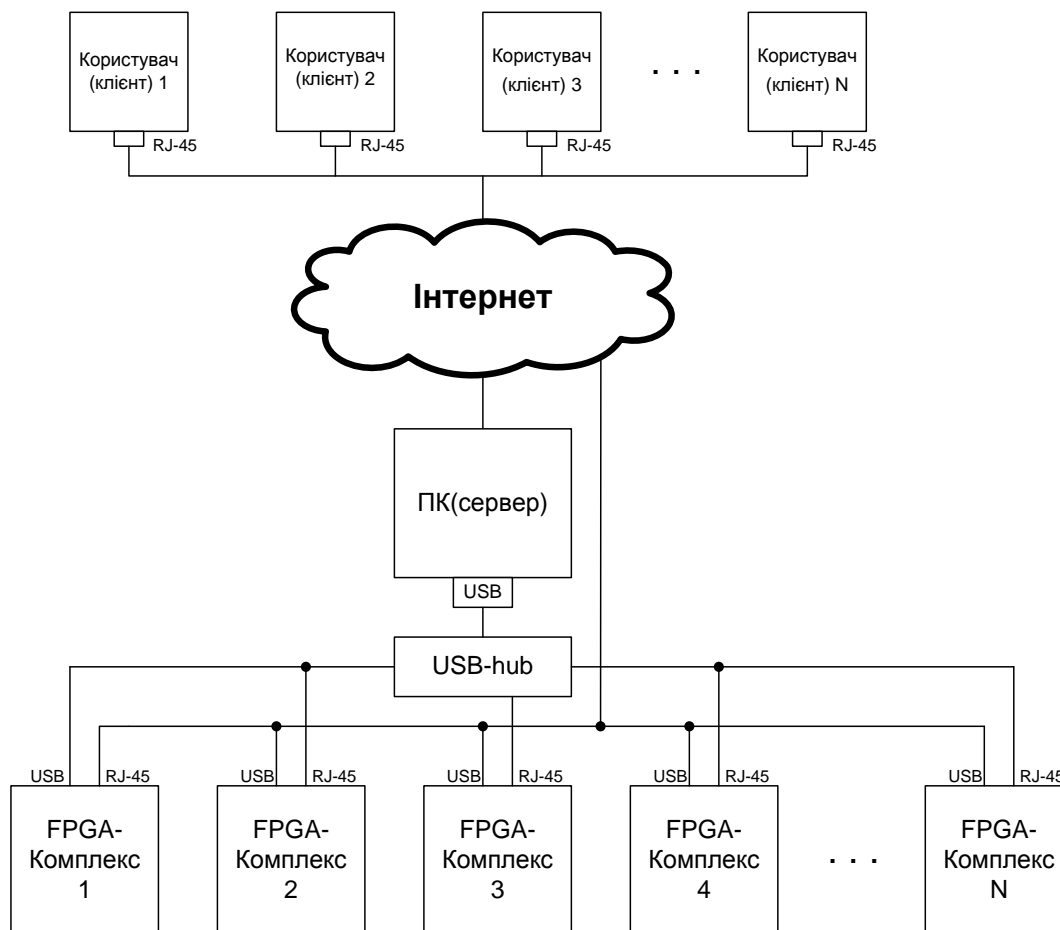 Користувач
(клієнт) 1
Користувач
(клієнт) 2
Користувач
(клієнт) 3
. . .
Користувач
(клієнт) N
RJ-45
RJ-45
RJ-45
RJ-45
Інтернет
ПК(сервер)
USB
USB-hub
USB
RJ-45
USB
RJ-45
USB
RJ-45
USB
RJ-45
USB
RJ-45
FPGA-
Комплекс
1
FPGA-
Комплекс
2
FPGA-
Комплекс
3
FPGA-
Комплекс
4
. . .
FPGA-
Комплекс
N